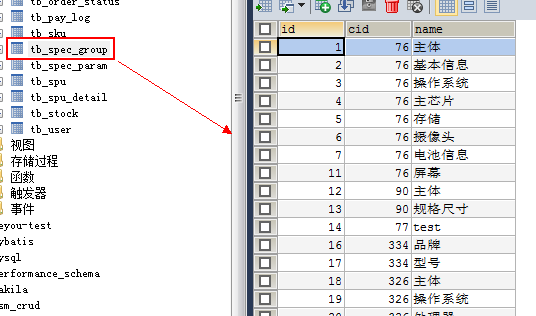 tb_order_status
tb_pay_log
tb_sku
tb_spec_group
tb_spec_param
tb_spu
tb_spu_detail
tb_stock
tb_user
视图
存储过程
函数
触发器
事件
eyou-test
ybatis
ysql
erformance_schema
akila
sm_crud
id cid name
1 76 主体
2 76 基本信息
3 76 操作系统
4 76 主芯片
5 76 存储
6 76 摄像头
7 76 电池信息
11 76 屏幕
12 90 主体
13 90 规格尺寸
14 77 test
16 334 品牌
17 334 型号
18 326 主体
19 326 操作系统
20 326 处理器